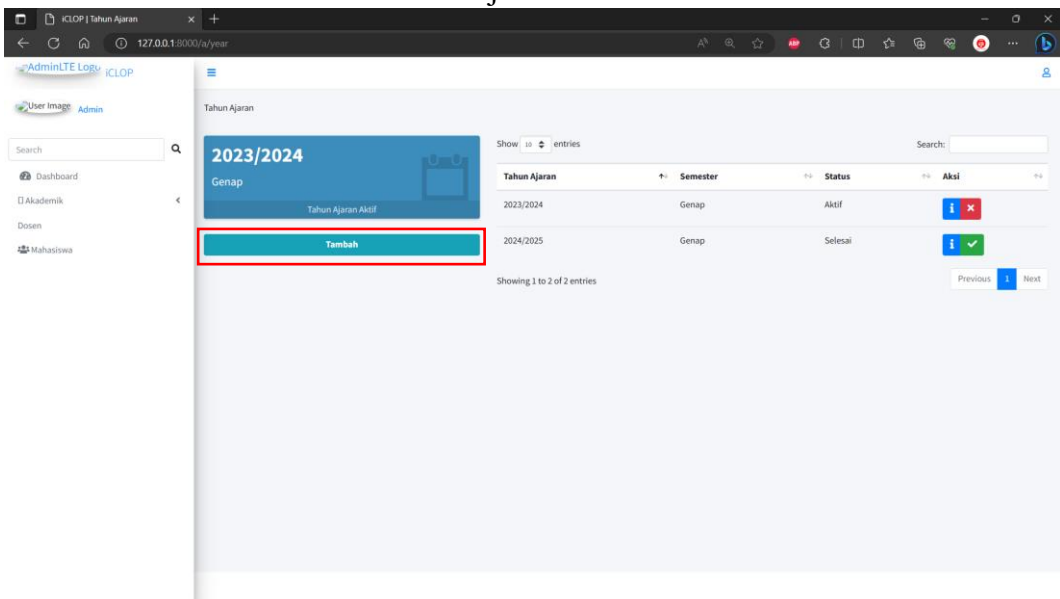 iCLOP | Tahun Ajaran
127.0.0.1:8000/a/year
AdminLTE Logo iCLOP
User Image Admin
Tahun Ajaran
Search
Dashboard
Akademik
Dosen
Mahasiswa
2023/2024
Genap
Tahun Ajaran Aktif
Tambah
Show 10 entries Search:
Tahun Ajaran Semester Status Aksi
2023/2024 Genap Aktif
2024/2025 Genap Selesai
Showing 1 to 2 of 2 entries Previous 1 Next